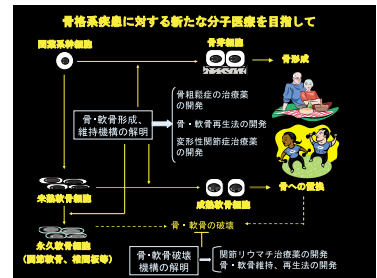 骨格系疾患に対する新たな分子医療を目指して
間葉系幹細胞
骨芽細胞
骨形成
骨・軟骨形成、
維持機構の解明
骨粗鬆症の治療薬
の開発
骨・軟骨再生法の開発
変形性関節症治療薬
の開発
未熟軟骨細胞
成熟軟骨細胞
骨への置換
骨・軟骨の破壊
永久軟骨細胞
(関節軟骨、椎間板等)
骨・軟骨破壊
機構の解明
関節リウマチ治療薬の開発
骨・軟骨維持、再生法の開発